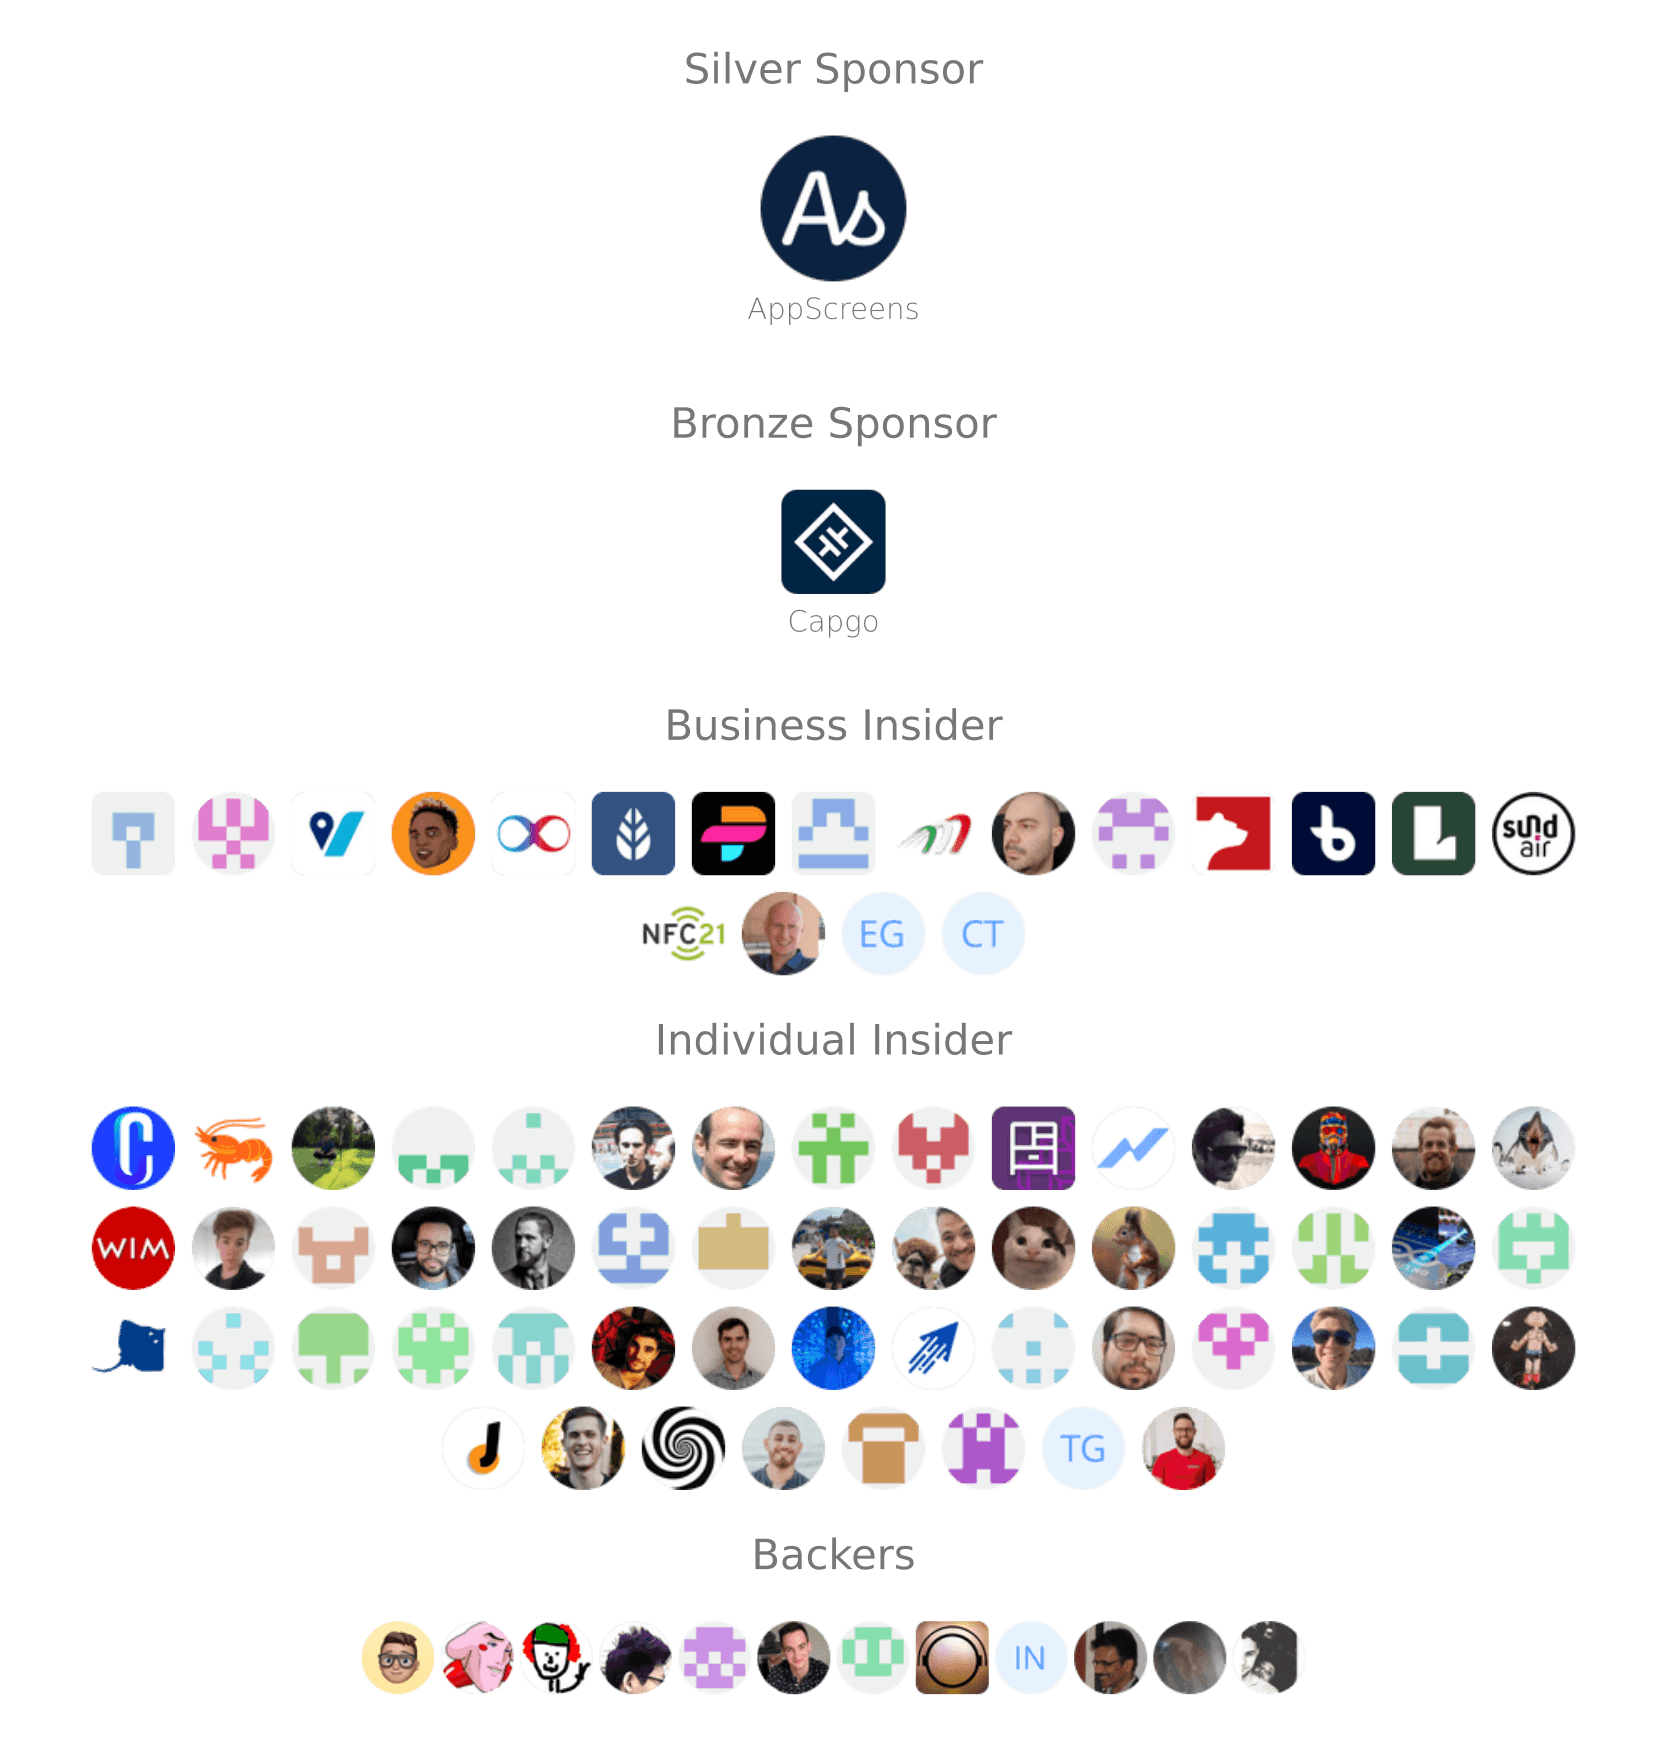 Silver Sponsor
As
AppScreens
Bronze Sponsor
Capgo
Business Insider
sund
air
NFC21
EG
CT
Individual Insider
WIM
TG
Backers
IN